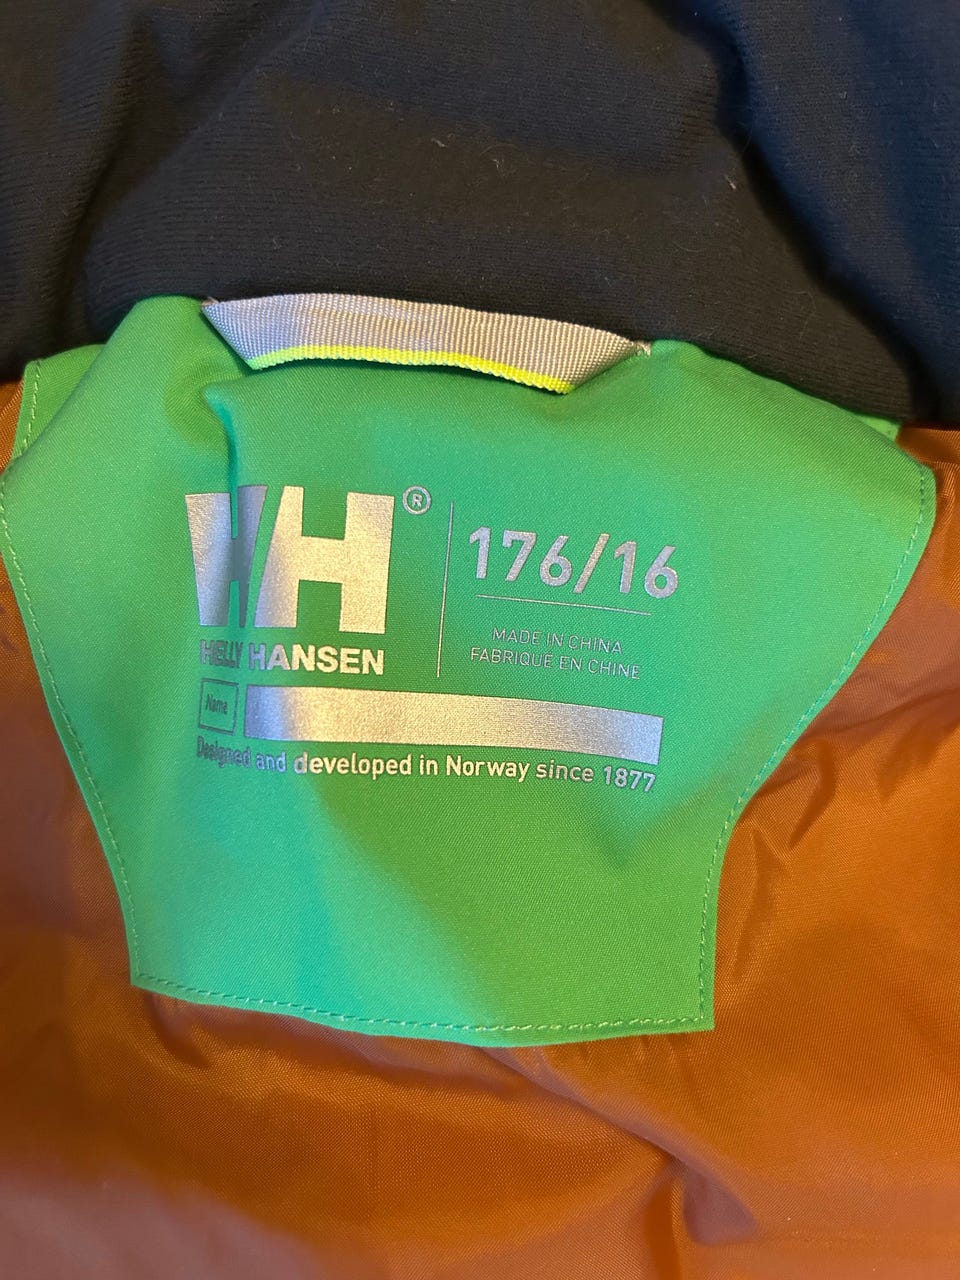 HH®
HELLY HANSEN
176/16
MADE IN CHINA
FABRIQUÉ EN CHINE
Name
Designed and developed in Norway since 1877